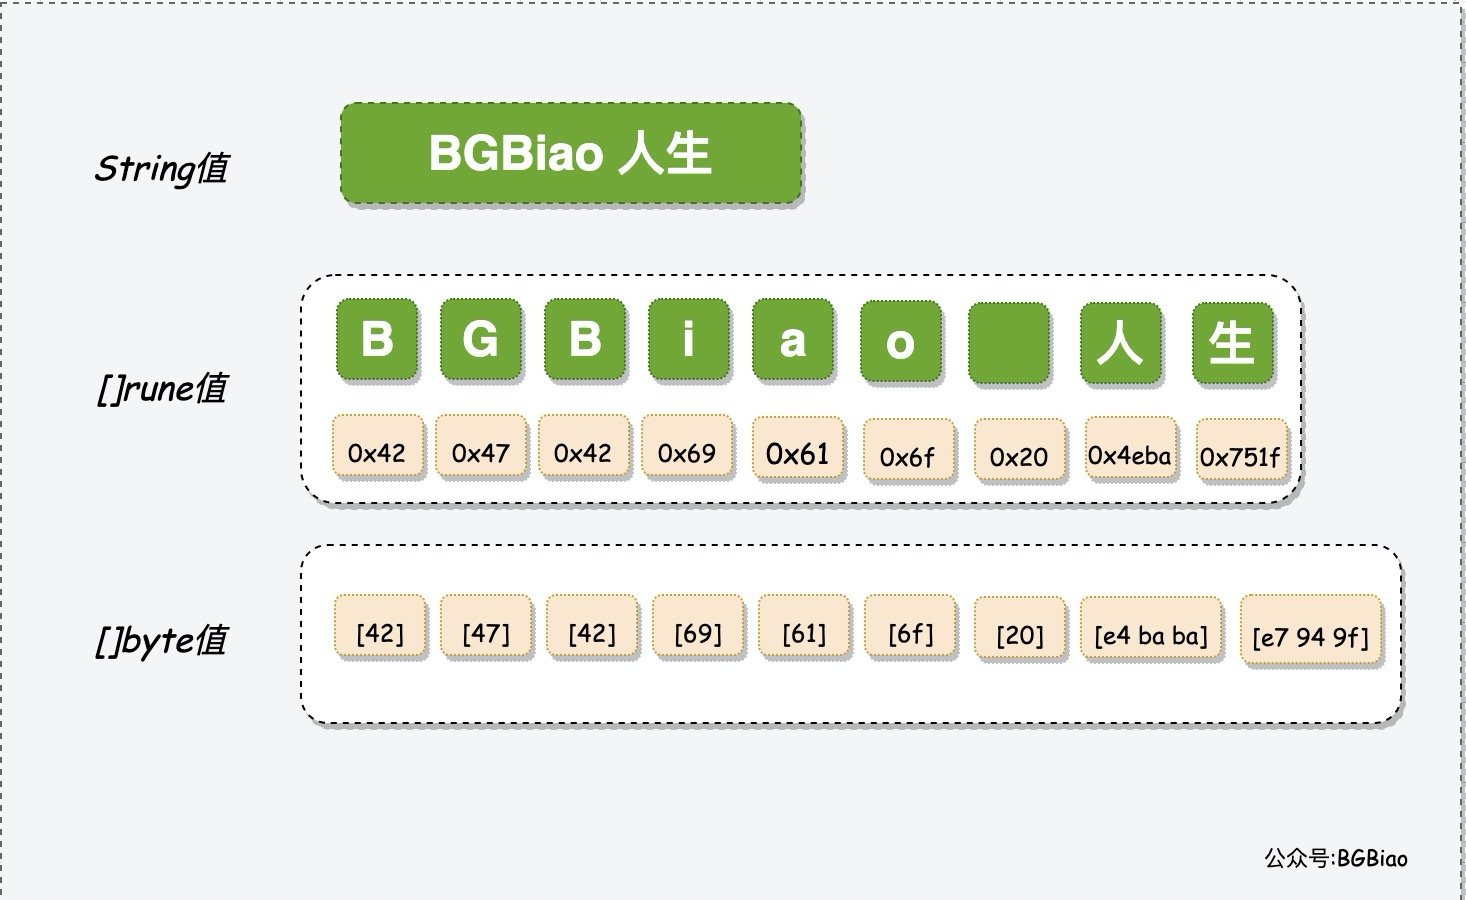 String值
BGBiao 人生
[]rune值
B G B i a o 人 生
0x42 0x47 0x42 0x69 0x61 0x6f 0x20 0x4eba 0x751f
[]byte值
[42] [47] [42] [69] [61] [6f] [20] [e4 ba ba] [e7 94 9f]
公众号:BGBiao